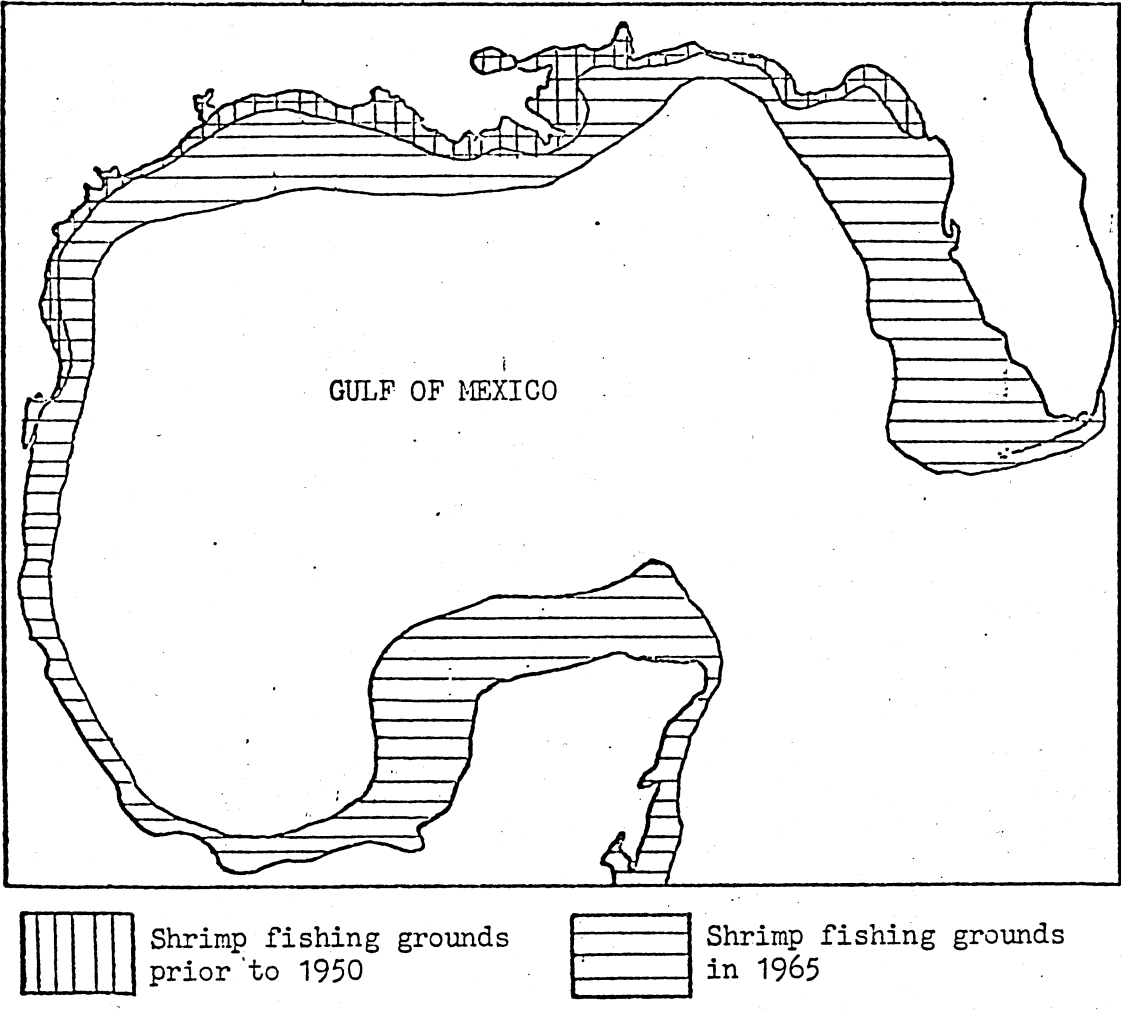 GULF OF MEXICO
Shrimp fishing grounds
prior to 1950
Shrimp fishing grounds
in 1965